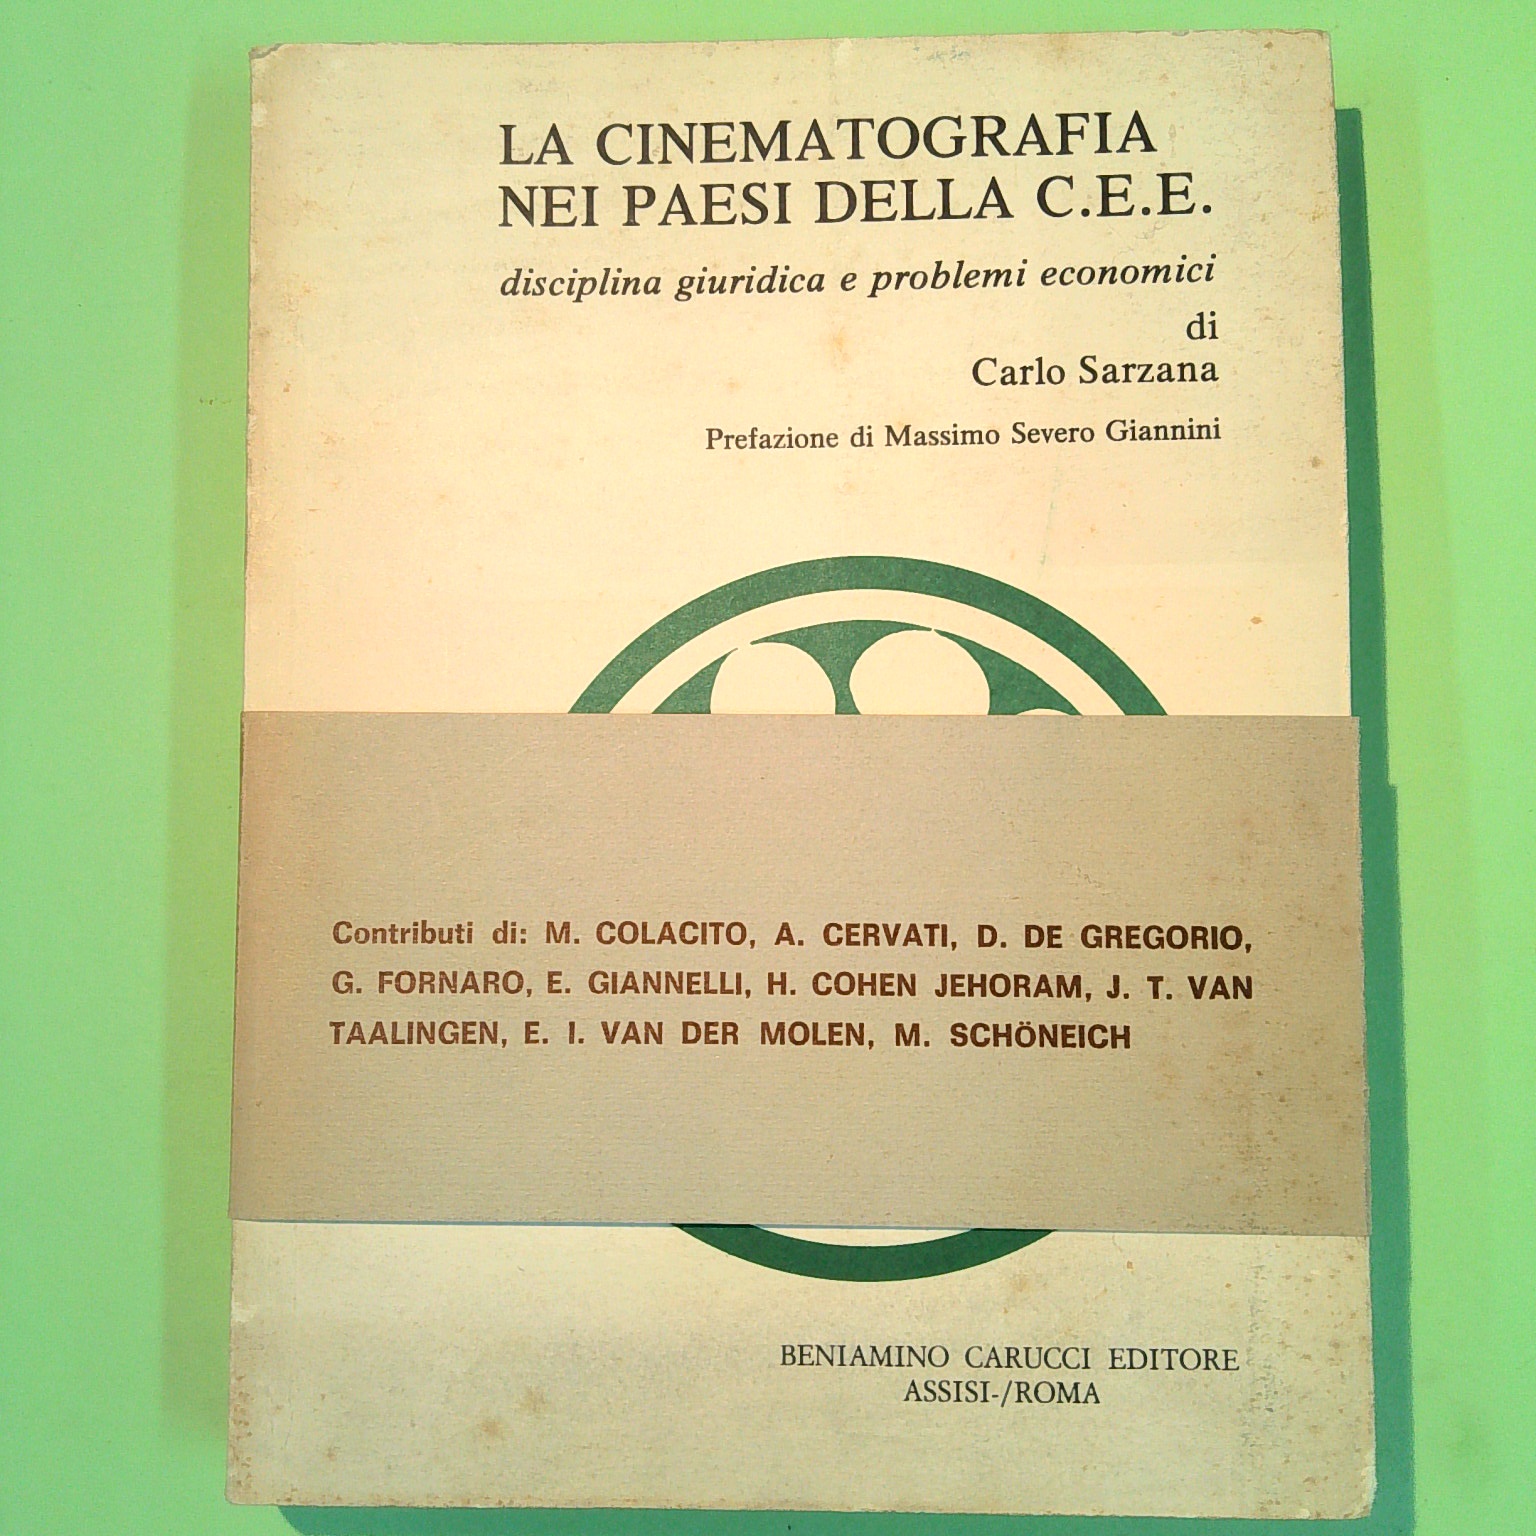 LA CINEMATOGRAFIA
NEI PAESI DELLA C.E.E.
disciplina giuridica e problemi economici
di
Carlo Sarzana
Prefazione di Massimo Severo Giannini
Contributi di: M. COLACITO, A. CERVATI, D. DE GREGORIO,
G. FORNARO, E. GIANNELLI, H. COHEN JEHORAM, J. T. VAN
TAALINGEN, E. I. VAN DER MOLEN, M. SCHÖNEICH
BENIAMINO CARUCCI EDITORE
ASSISI-/ROMA